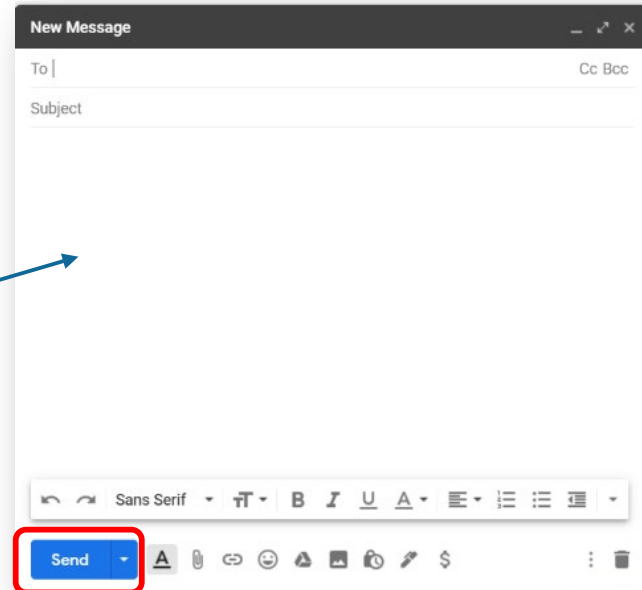 New Message
To Cc Bcc
Subject
Sans Serif T T B I U A
Send A $